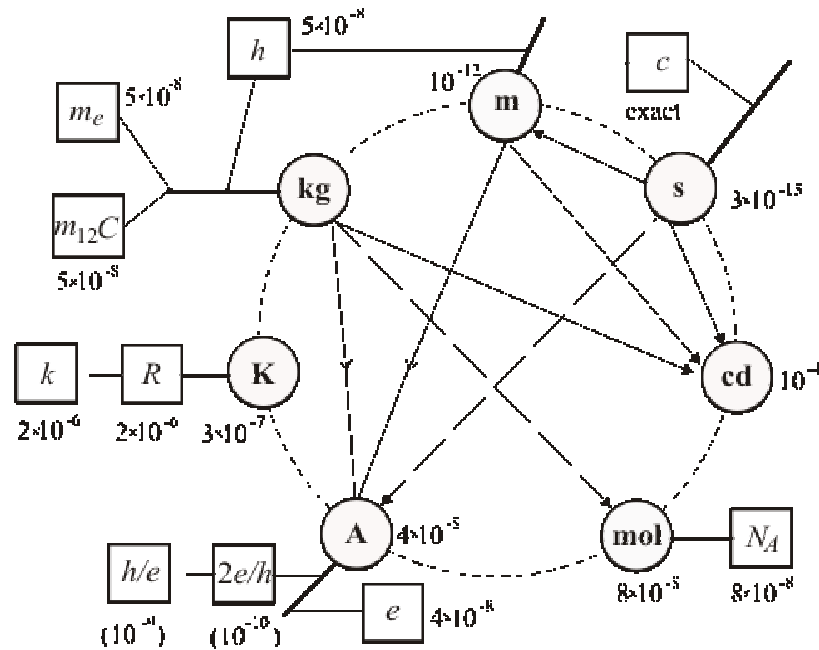 h
5·10⁻⁸
mₑ
5·10⁻⁸
10⁻¹²
m
c
exact
kg
s
3·10⁻¹⁵
m₁₂C
5·10⁻⁸
k
R
K
cd
2·10⁻⁶
2·10⁻⁶
3·10⁻⁷
A
4·10⁻⁸
mol
N_A
8·10⁻⁸
8·10⁻⁸
h/e
2e/h
e
4·10⁻⁸
(10⁻¹⁰)